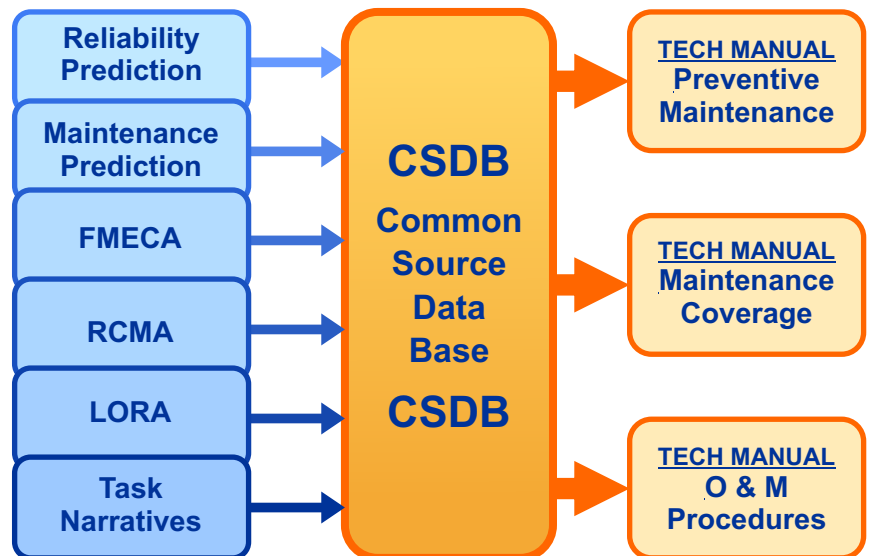 Reliability
Prediction
Maintenance
Prediction
FMECA
RCMA
LORA
Task
Narratives
CSDB
Common
Source
Data
Base
CSDB
TECH MANUAL
Preventive
Maintenance
TECH MANUAL
Maintenance
Coverage
TECH MANUAL
O & M
Procedures